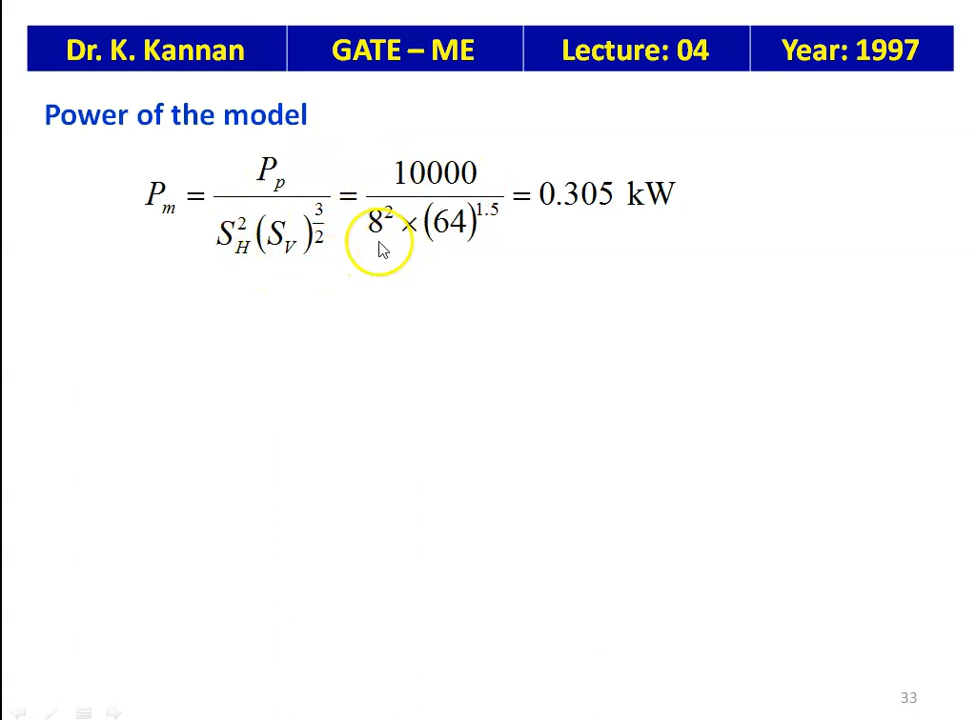 Dr. K. Kannan GATE – ME Lecture: 04 Year: 1997
Power of the model
P_m = P_p / (S_H^2 (S_V)^{3/2}) = 10000 / (8^2 × (64)^{1.5}) = 0.305 kW
33